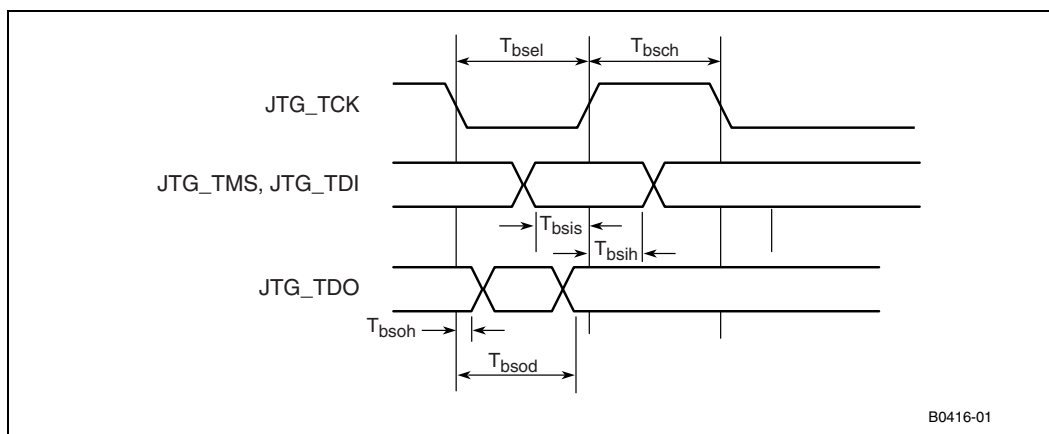 T_bsel
T_bsch
JTG_TCK
JTG_TMS, JTG_TDI
T_bsis
T_bsih
JTG_TDO
T_bsoh
T_bsod
B0416-01